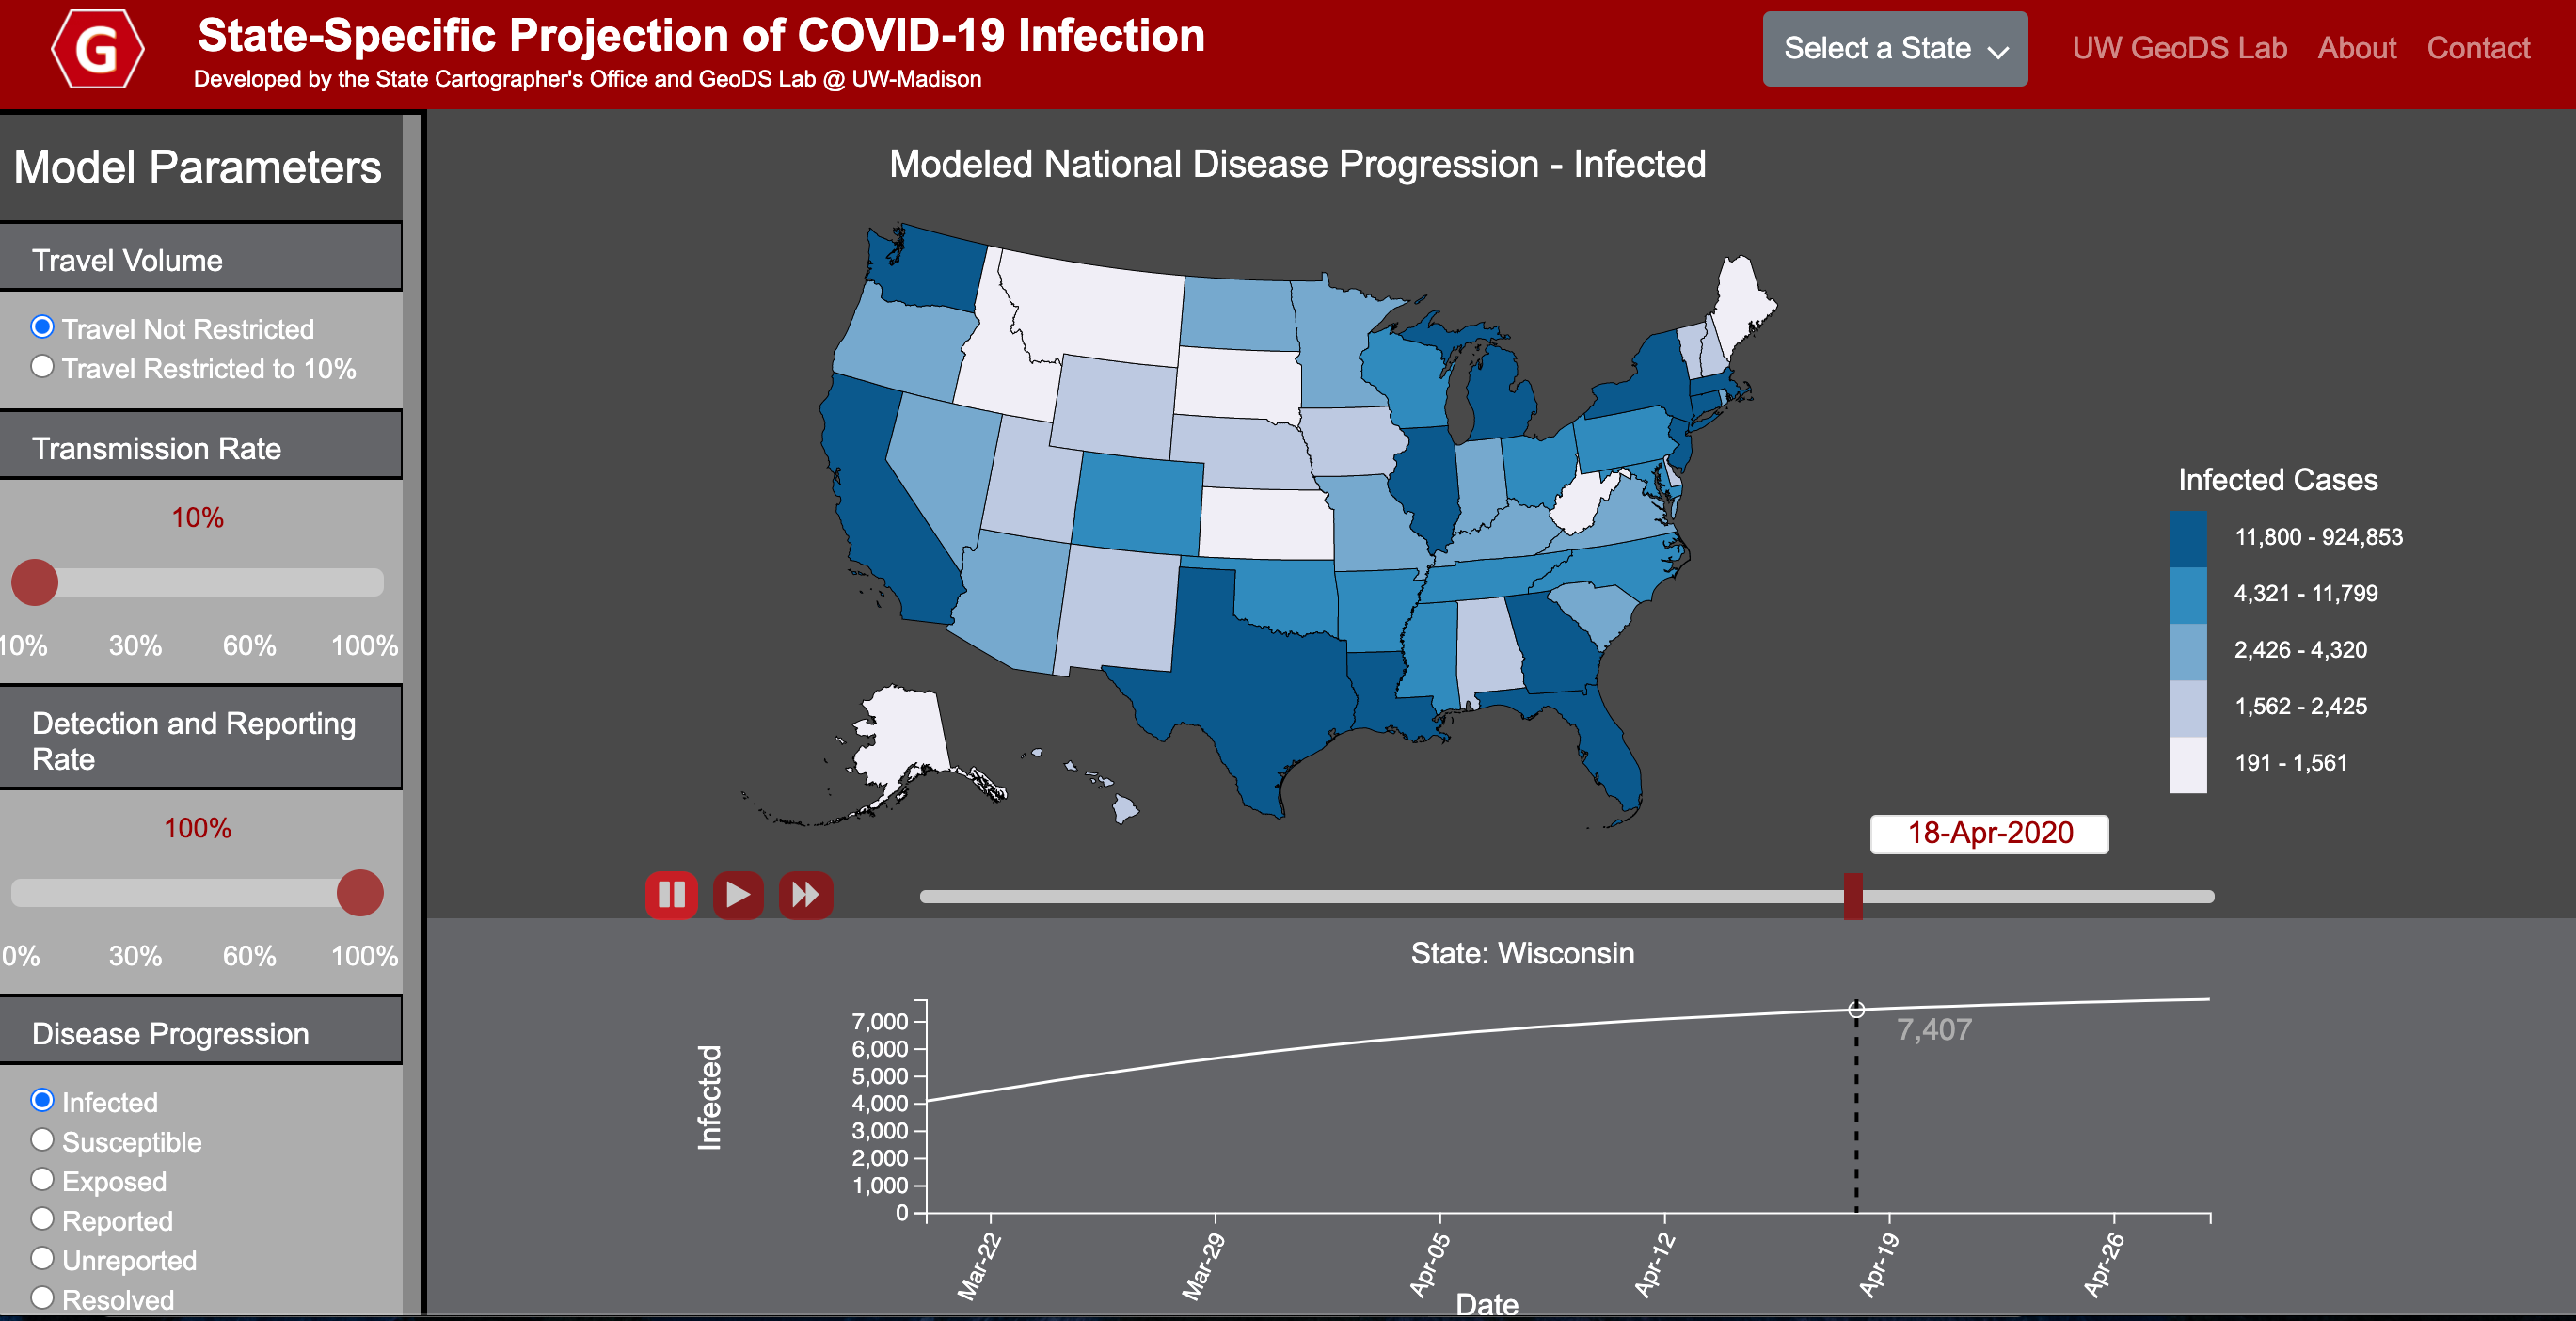 G
State-Specific Projection of COVID-19 Infection
Developed by the State Cartographer's Office and GeoDS Lab @ UW-Madison
Select a State
UW GeoDS Lab
About
Contact
Model Parameters
Travel Volume
Travel Not Restricted
Travel Restricted to 10%
Transmission Rate
10%
10% 30% 60% 100%
Detection and Reporting
Rate
100%
0% 30% 60% 100%
Disease Progression
Infected
Susceptible
Exposed
Reported
Unreported
Resolved
Modeled National Disease Progression - Infected
Infected Cases
11,800 - 924,853
4,321 - 11,799
2,426 - 4,320
1,562 - 2,425
191 - 1,561
18-Apr-2020
State: Wisconsin
Infected
7,000
6,000
5,000
4,000
3,000
2,000
1,000
0
7,407
Mar-22
Mar-29
Apr-05
Apr-12
Apr-19
Apr-26
Date